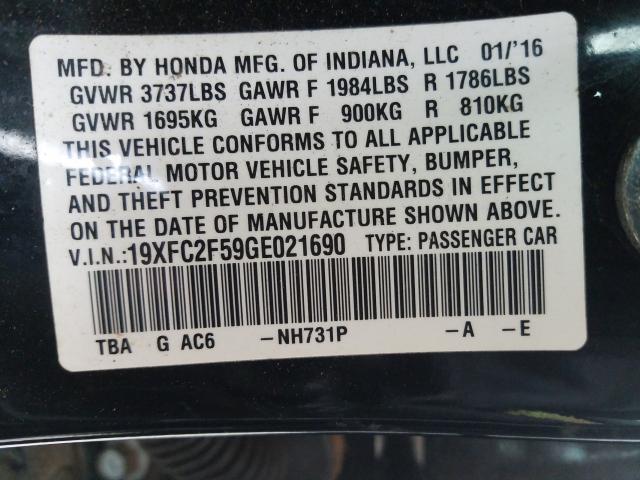 MFD. BY HONDA MFG. OF INDIANA, LLC 01/'16
GVWR 3737LBS GAWR F 1984LBS R 1786LBS
GVWR 1695KG GAWR F 900KG R 810KG
THIS VEHICLE CONFORMS TO ALL APPLICABLE
FEDERAL MOTOR VEHICLE SAFETY, BUMPER,
AND THEFT PREVENTION STANDARDS IN EFFECT
ON THE DATE OF MANUFACTURE SHOWN ABOVE.
V.I.N.:19XFC2F59GE021690 TYPE: PASSENGER CAR
TBA G AC6 -NH731P -A -E